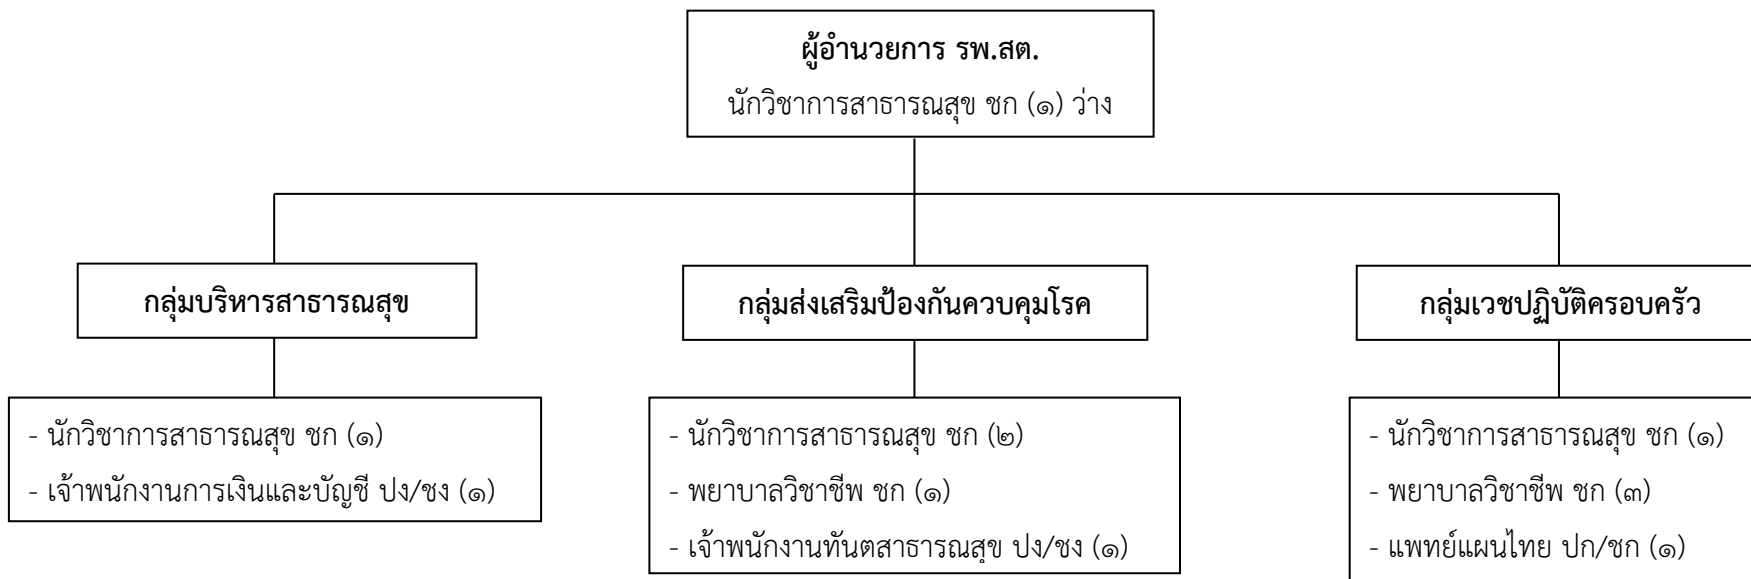 ผู้อำนวยการ รพ.สต.
นักวิชาการสาธารณสุข ชก (๑) ว่าง
กลุ่มบริหารสาธารณสุข
- นักวิชาการสาธารณสุข ชก (๑)
- เจ้าพนักงานการเงินและบัญชี ปง/ชง (๑)
กลุ่มส่งเสริมป้องกันควบคุมโรค
- นักวิชาการสาธารณสุข ชก (๒)
- พยาบาลวิชาชีพ ชก (๑)
- เจ้าพนักงานทันตสาธารณสุข ปง/ชง (๑)
กลุ่มเวชปฏิบัติครอบครัว
- นักวิชาการสาธารณสุข ชก (๑)
- พยาบาลวิชาชีพ ชก (๓)
- แพทย์แผนไทย ปก/ชก (๑)